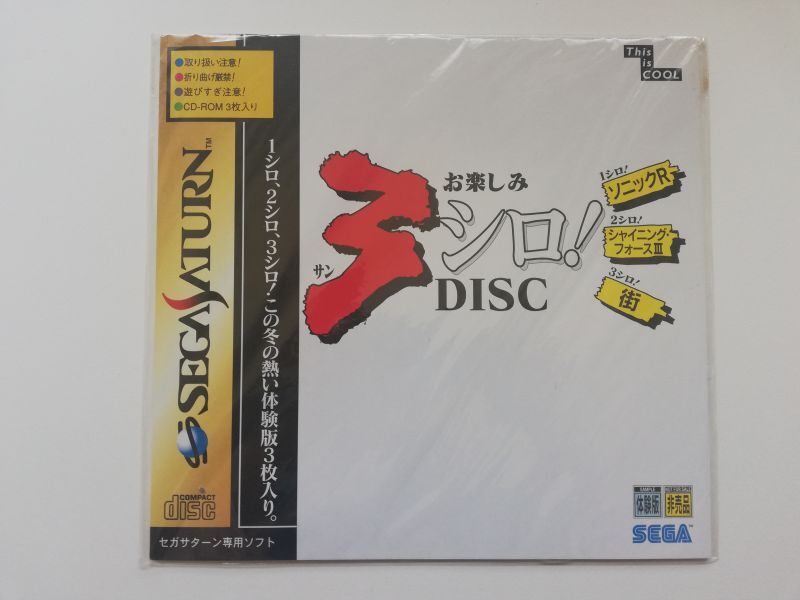 ●取り扱い注意!
●折り曲げ厳禁!
●遊びすぎ注意!
●CD-ROM 3枚入り
SEGASATURN™
COMPACT
disc
セガサターン専用ソフト
1シロ、2シロ、3シロ!この冬の熱い体験版3枚入り。
This
is
COOL
お楽しみ
3シロ!
サン
DISC
1シロ!
ソニックR
2シロ!
シャイニング・
フォースIII
3シロ!
街
SAMPLE
体験版
非売品
SEGA™